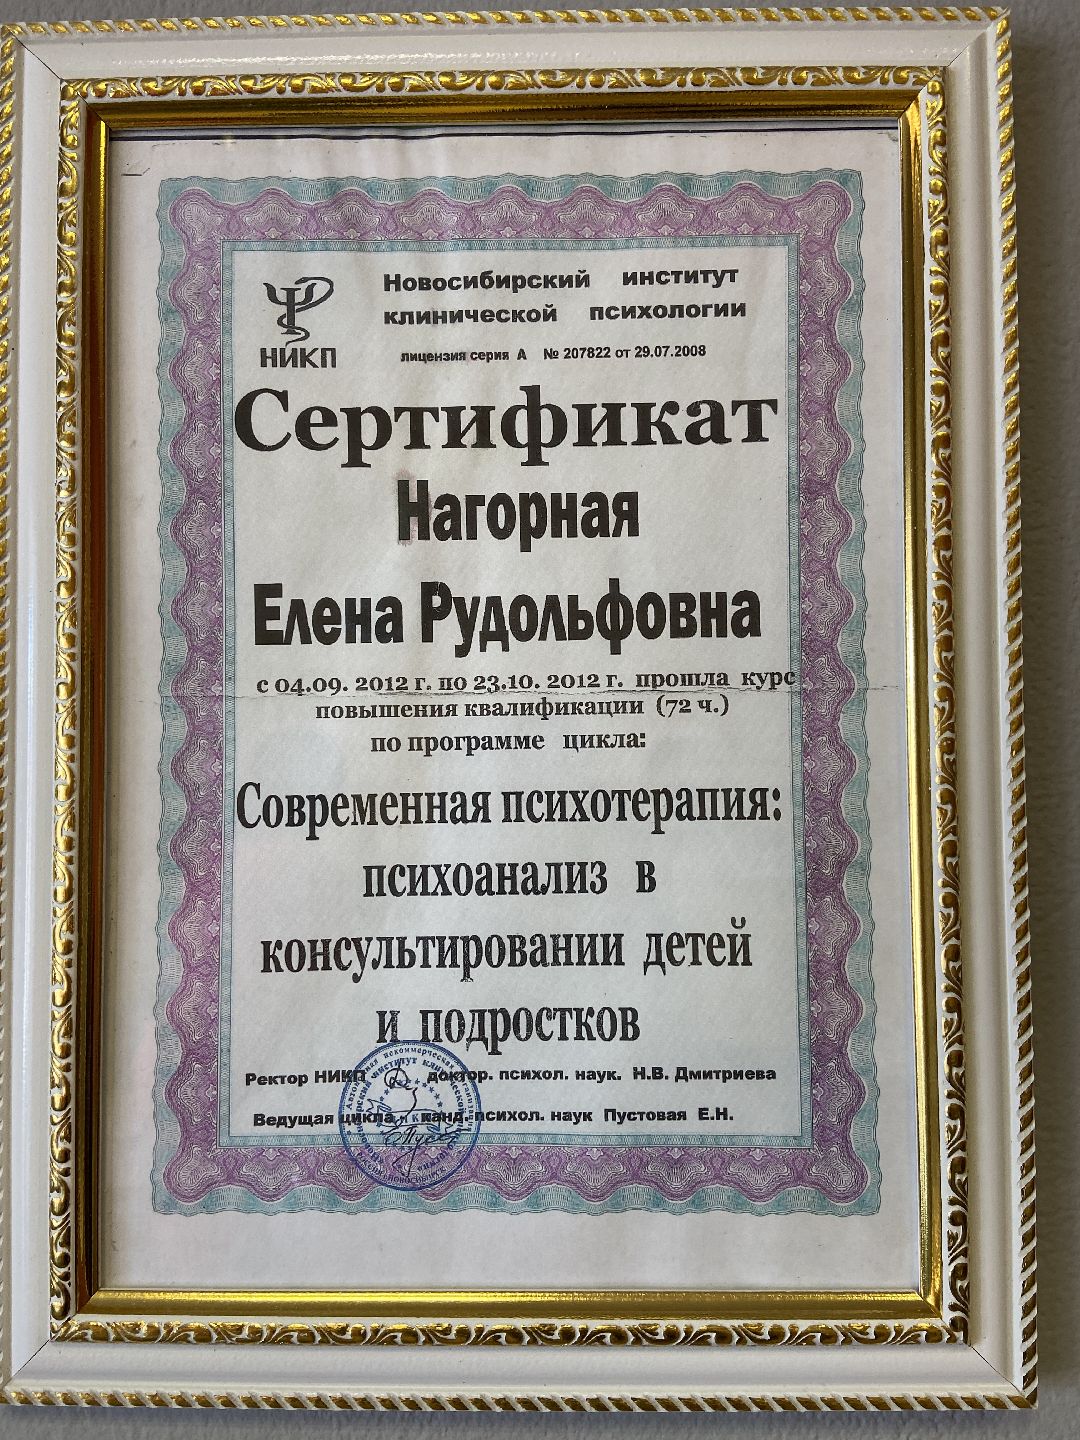 НИКП
Новосибирский институт
клинической психологии
лицензия серия А № 207822 от 29.07.2008
Сертификат
Нагорная
Елена Рудольфовна
с 04.09. 2012 г. по 23.10. 2012 г. прошла курс
повышения квалификации (72 ч.)
по программе цикла:
Современная психотерапия:
психоанализ в
консультировании детей
и подростков
Ректор НИКП доктор. психол. наук. Н.В. Дмитриева
Ведущая цикла канд. психол. наук Пустовая Е.Н.